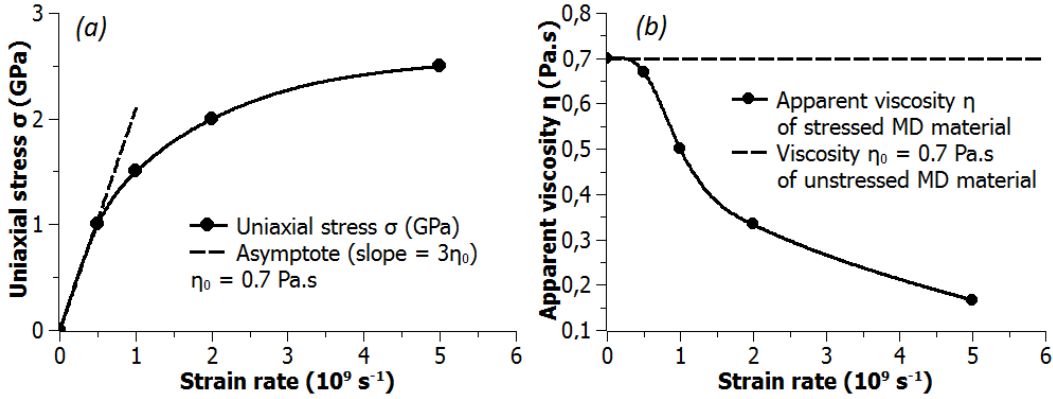 (a)
Uniaxial stress σ (GPa)
3
2
1
0
Uniaxial stress σ (GPa)
Asymptote (slope = 3η₀)
η₀ = 0.7 Pa.s
0 1 2 3 4 5 6
Strain rate (10⁹ s⁻¹)
(b)
Apparent viscosity η (Pa.s)
0,8
0,7
0,6
0,5
0,4
0,3
0,2
0,1
Apparent viscosity η
of stressed MD material
Viscosity η₀ = 0.7 Pa.s
of unstressed MD material
0 1 2 3 4 5 6
Strain rate (10⁹ s⁻¹)